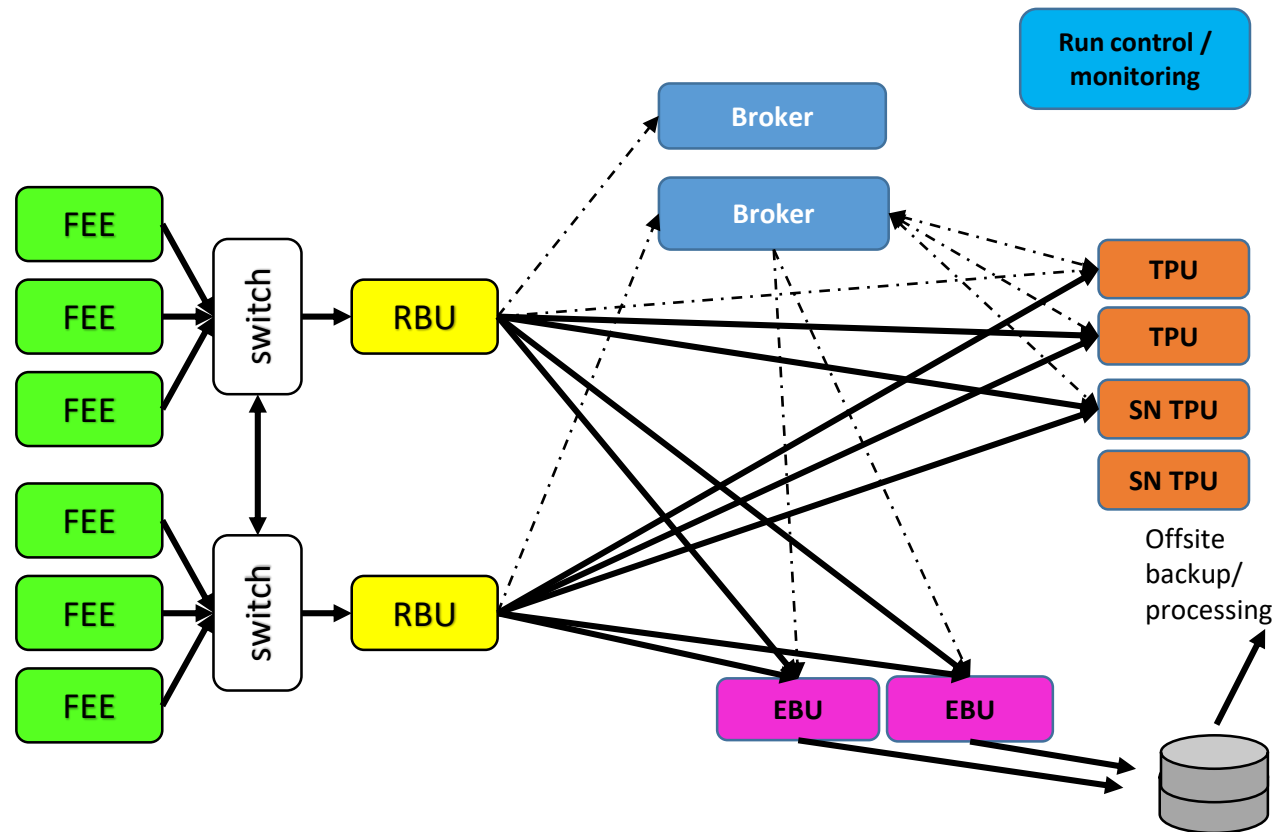 Run control /
monitoring
Broker
Broker
FEE
FEE
FEE
switch
RBU
TPU
TPU
SN TPU
SN TPU
FEE
FEE
FEE
switch
RBU
Offsite
backup/
processing
EBU
EBU